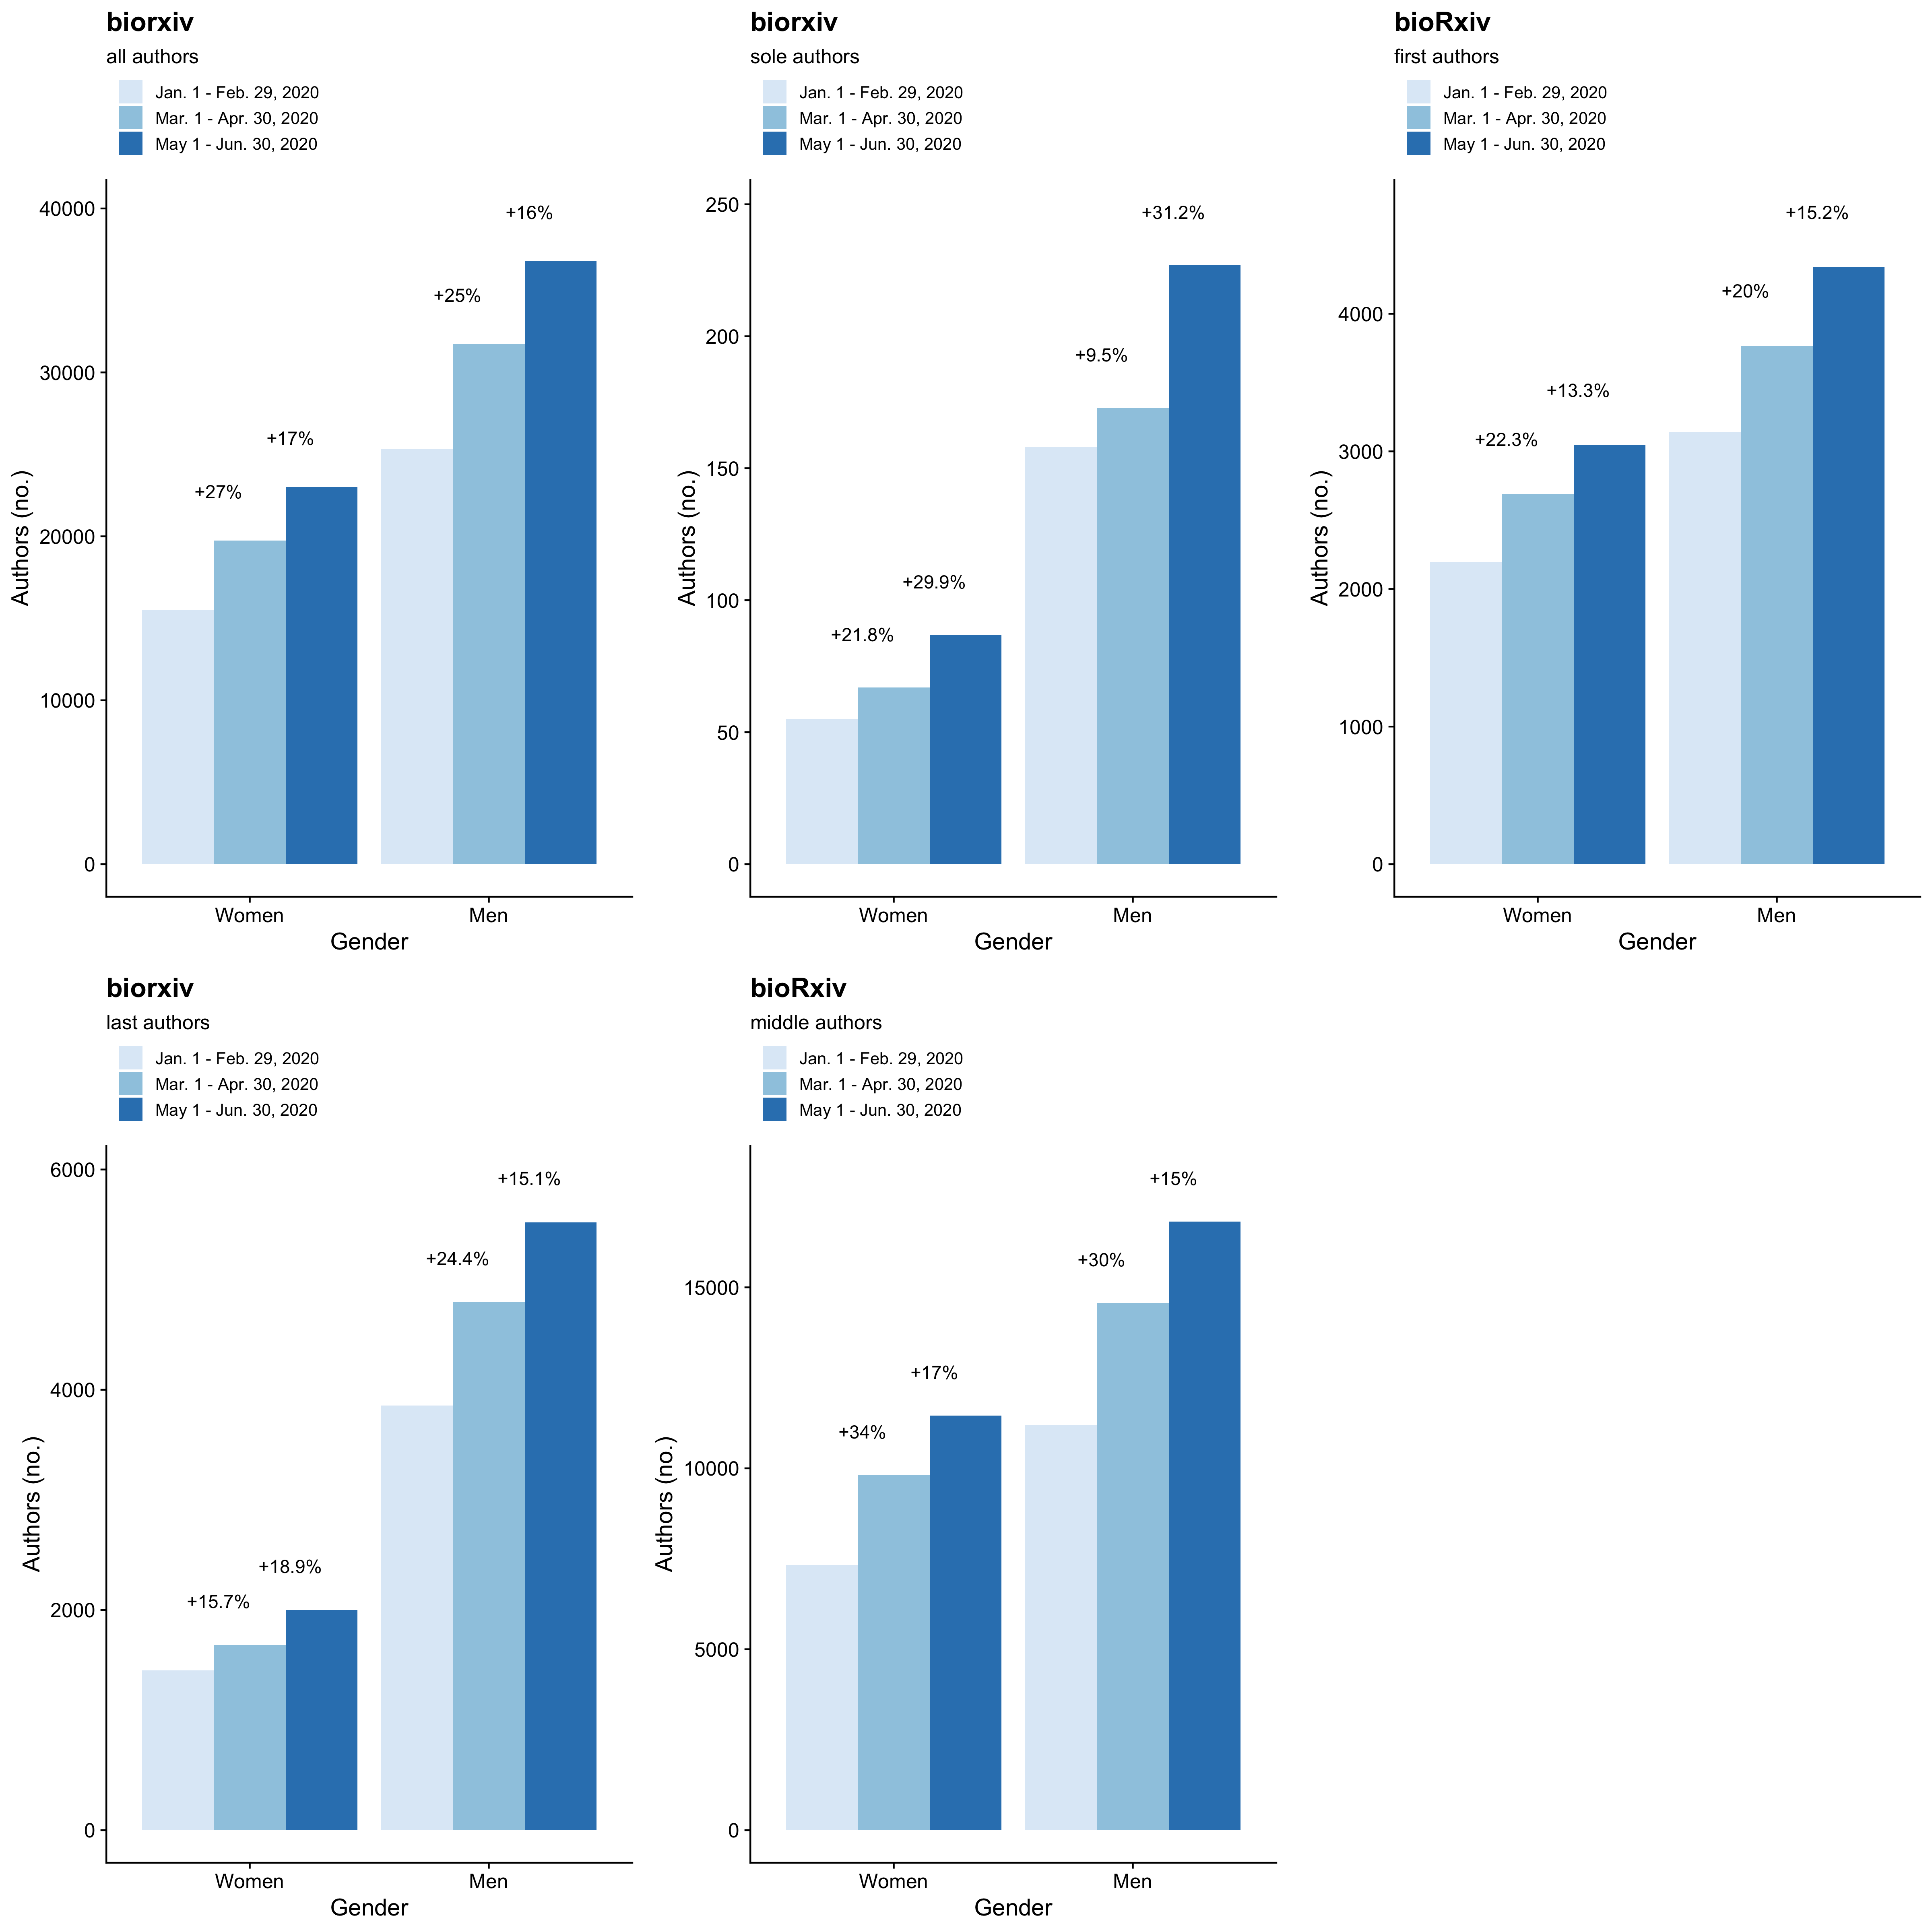 biorxiv
all authors
Jan. 1 - Feb. 29, 2020
Mar. 1 - Apr. 30, 2020
May 1 - Jun. 30, 2020
Authors (no.)
40000
30000
20000
10000
0
+27%
+17%
+25%
+16%
Women
Men
Gender
biorxiv
sole authors
Jan. 1 - Feb. 29, 2020
Mar. 1 - Apr. 30, 2020
May 1 - Jun. 30, 2020
Authors (no.)
250
200
150
100
50
0
+21.8%
+29.9%
+9.5%
+31.2%
Women
Men
Gender
bioRxiv
first authors
Jan. 1 - Feb. 29, 2020
Mar. 1 - Apr. 30, 2020
May 1 - Jun. 30, 2020
Authors (no.)
4000
3000
2000
1000
0
+22.3%
+13.3%
+20%
+15.2%
Women
Men
Gender
biorxiv
last authors
Jan. 1 - Feb. 29, 2020
Mar. 1 - Apr. 30, 2020
May 1 - Jun. 30, 2020
Authors (no.)
6000
4000
2000
0
+15.7%
+18.9%
+24.4%
+15.1%
Women
Men
Gender
bioRxiv
middle authors
Jan. 1 - Feb. 29, 2020
Mar. 1 - Apr. 30, 2020
May 1 - Jun. 30, 2020
Authors (no.)
15000
10000
5000
0
+34%
+17%
+30%
+15%
Women
Men
Gender